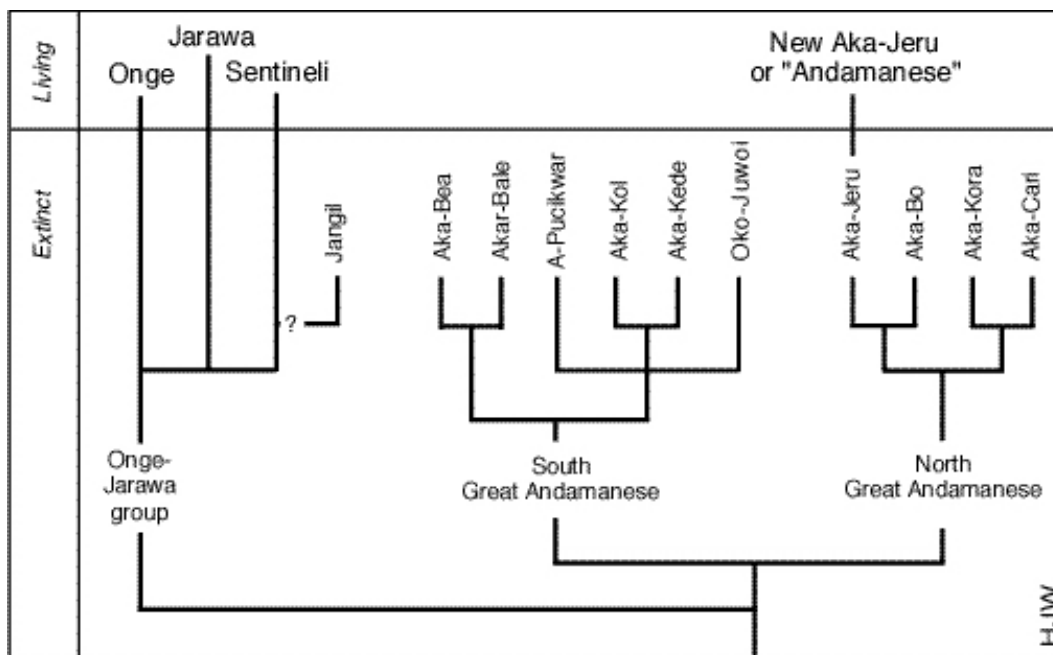 Living
Onge
Jarawa
Sentineli
New Aka-Jeru
or "Andamanese"
Extinct
Jangil
?
Aka-Bea
Akar-Bale
A-Pucikwar
Aka-Kol
Aka-Kede
Oko-Juwoi
Aka-Jeru
Aka-Bo
Aka-Kora
Aka-Cari
Onge-
Jarawa
group
South
Great Andamanese
North
Great Andamanese